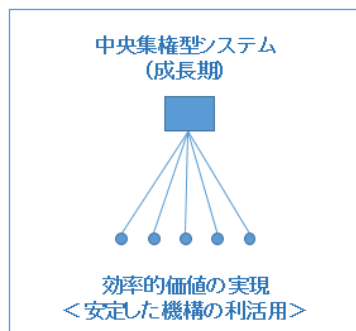 中央集権型システム
(成長期)
効率的価値の実現
＜安定した機構の利活用＞